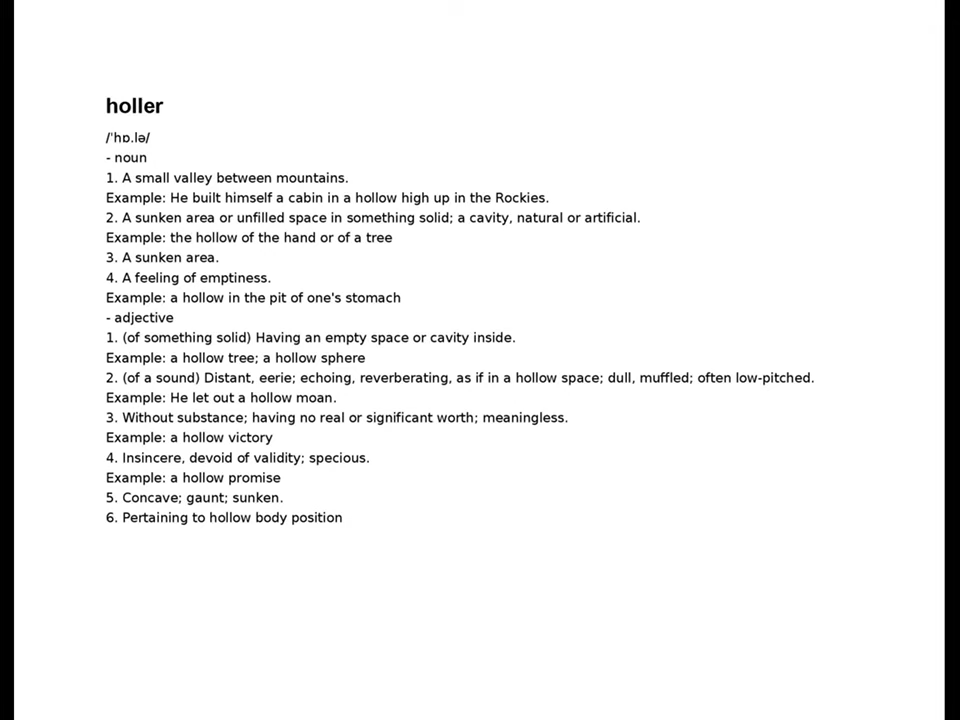 holler
/ˈhɒ.lə/
- noun
1. A small valley between mountains.
Example: He built himself a cabin in a hollow high up in the Rockies.
2. A sunken area or unfilled space in something solid; a cavity, natural or artificial.
Example: the hollow of the hand or of a tree
3. A sunken area.
4. A feeling of emptiness.
Example: a hollow in the pit of one's stomach
- adjective
1. (of something solid) Having an empty space or cavity inside.
Example: a hollow tree; a hollow sphere
2. (of a sound) Distant, eerie; echoing, reverberating, as if in a hollow space; dull, muffled; often low-pitched.
Example: He let out a hollow moan.
3. Without substance; having no real or significant worth; meaningless.
Example: a hollow victory
4. Insincere, devoid of validity; specious.
Example: a hollow promise
5. Concave; gaunt; sunken.
6. Pertaining to hollow body position